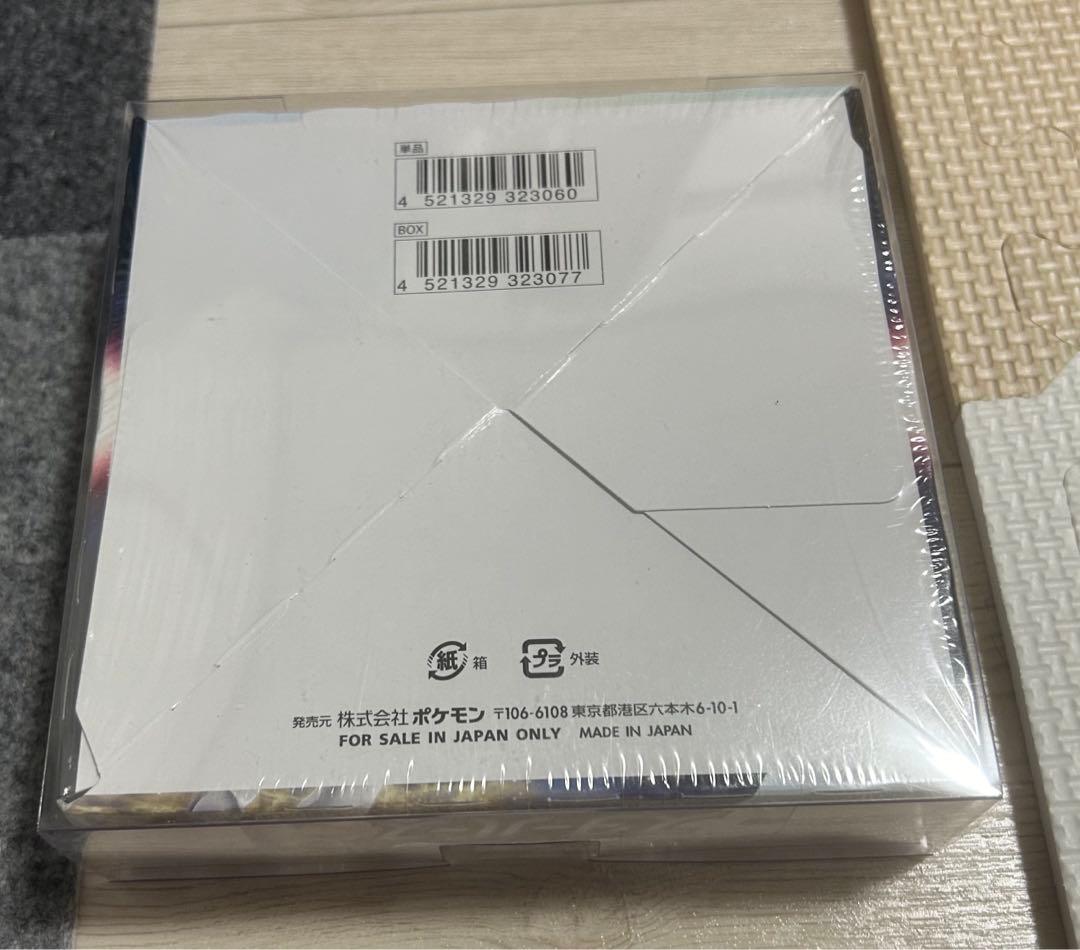 単品
4 521329 323060
BOX
4 521329 323077
紙 箱 プラ 外装
発売元 株式会社 ポケモン 〒106-6108 東京都港区六本木6-10-1
FOR SALE IN JAPAN ONLY MADE IN JAPAN